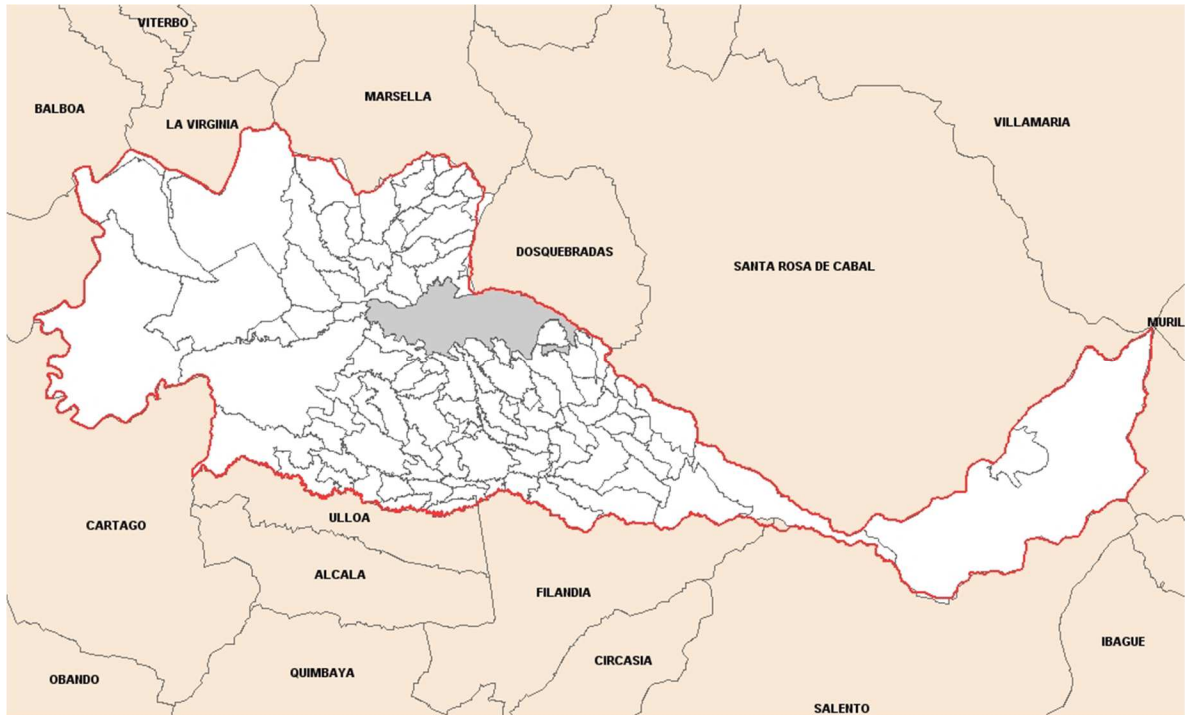 VITERBO
BALBOA
LA VIRGINIA
MARSELLA
VILLAMARIA
DOSQUEBRADAS
SANTA ROSA DE CABAL
MURIL
CARTAGO
ULLOA
ALCALA
FILANDIA
IBAGUE
OBANDO
QUIMBAYA
CIRCASIA
SALENTO